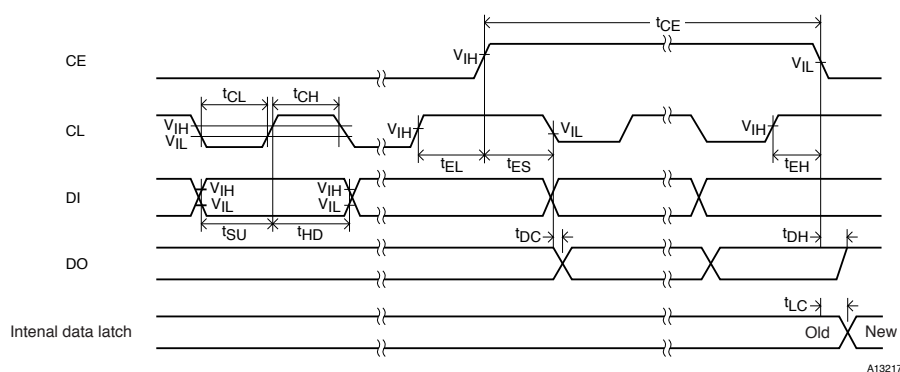 tCE
CE
VIH
VIL
tCL
tCH
CL
VIH
VIL
VIH
VIL
VIH
tEL
tES
tEH
DI
VIH
VIL
VIH
VIL
tSU
tHD
tDC
tDH
DO
tLC
Intenal data latch
Old
New
A13217